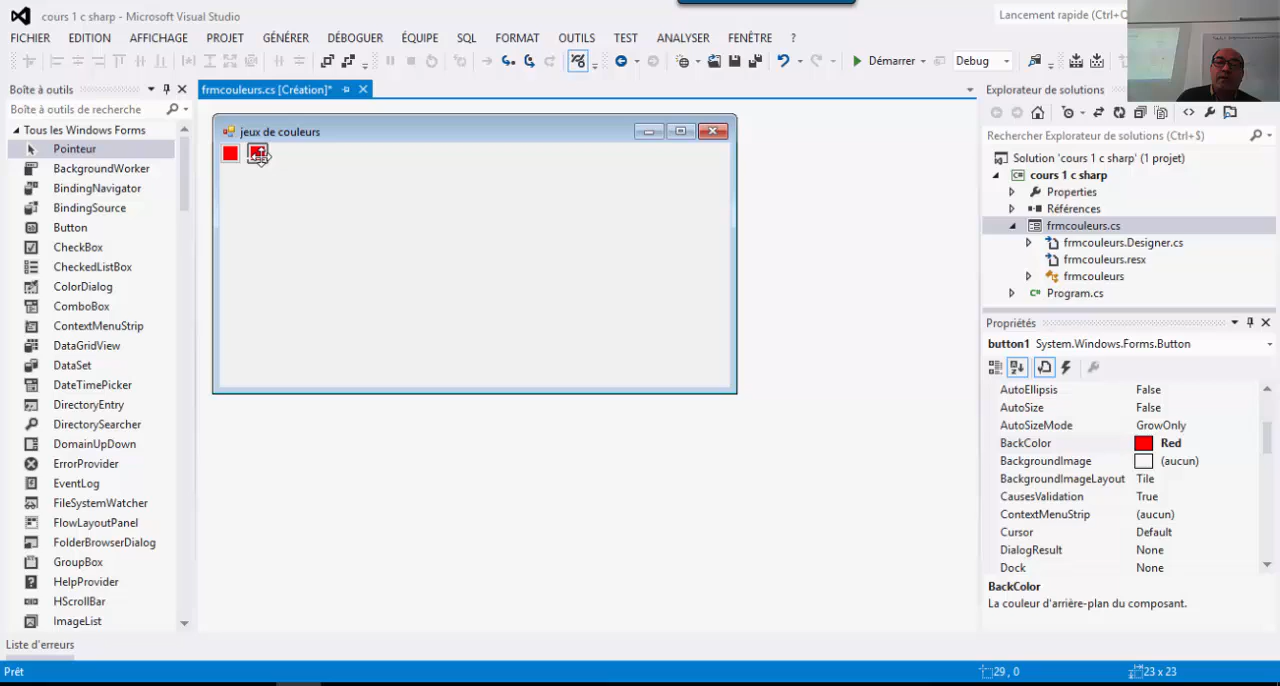 cours 1 c sharp - Microsoft Visual Studio
Lancement rapide (Ctrl+Q
FICHIER EDITION AFFICHAGE PROJET GÉNÉRER DÉBOGUER ÉQUIPE SQL FORMAT OUTILS TEST ANALYSER FENÊTRE ?
Démarrer Debug
Boîte à outils
Rechercher Boîte à outils de recherche
Tous les Windows Forms
Pointeur
BackgroundWorker
BindingNavigator
BindingSource
Button
CheckBox
CheckedListBox
ColorDialog
ComboBox
ContextMenuStrip
DataGridView
DataSet
DateTimePicker
DirectoryEntry
DirectorySearcher
DomainUpDown
ErrorProvider
EventLog
FileSystemWatcher
FlowLayoutPanel
FolderBrowserDialog
GroupBox
HelpProvider
HScrollBar
ImageList
Liste d'erreurs
frmcouleurs.cs [Création]*
jeux de couleurs
Explorateur de solutions
Rechercher Explorateur de solutions (Ctrl+$)
Solution 'cours 1 c sharp' (1 projet)
cours 1 c sharp
Properties
Références
frmcouleurs.cs
frmcouleurs.Designer.cs
frmcouleurs.resx
frmcouleurs
Program.cs
Propriétés
button1 System.Windows.Forms.Button
AutoEllipsis False
AutoSize False
AutoSizeMode GrowOnly
BackColor Red
BackgroundImage (aucun)
BackgroundImageLayout Tile
CausesValidation True
ContextMenuStrip (aucun)
Cursor Default
DialogResult None
Dock None
BackColor
La couleur d'arrière-plan du composant.
Prêt 29 , 0 23 x 23